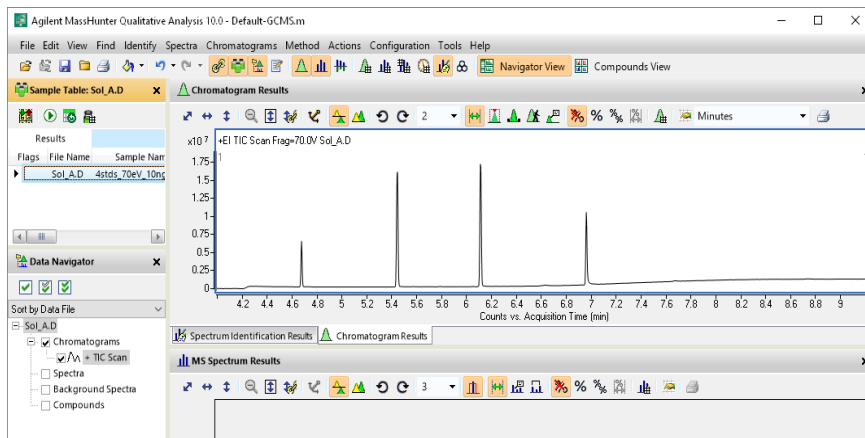 Agilent MassHunter Qualitative Analysis 10.0 - Default-GCMS.m
File Edit View Find Identify Spectra Chromatograms Method Actions Configuration Tools Help
Navigator View Compounds View
Sample Table: Sol_A.D
Results
Flags File Name Sample Nam
Sol_A.D 4stds_70eV_10ng
Data Navigator
Sort by Data File
Sol_A.D
Chromatograms
+ TIC Scan
Spectra
Background Spectra
Compounds
Chromatogram Results
2 Minutes
x10 7 +EI TIC Scan Frag=70.0V Sol_A.D
1
1.75
1.5
1.25
1
0.75
0.5
0.25
0
4.2 4.4 4.6 4.8 5 5.2 5.4 5.6 5.8 6 6.2 6.4 6.6 6.8 7 7.2 7.4 7.6 7.8 8 8.2 8.4 8.6 8.8 9
Counts vs. Acquisition Time (min)
Spectrum Identification Results Chromatogram Results
MS Spectrum Results
3